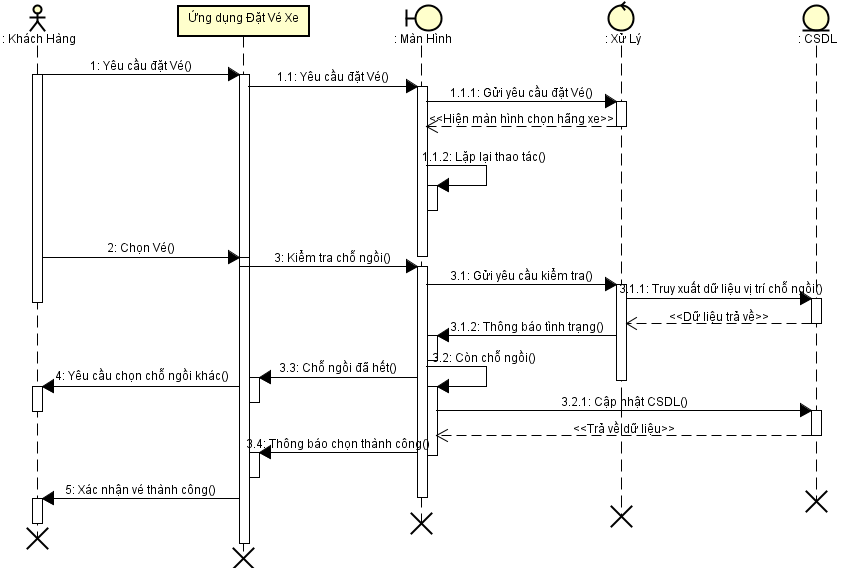 Ứng dụng Đặt Vé Xe
: Khách Hàng
: Màn Hình
: Xử Lý
: CSDL
1: Yêu cầu đặt Vé()
1.1: Yêu cầu đặt Vé()
1.1.1: Gửi yêu cầu đặt Vé()
<<Hiện màn hình chọn hãng xe>>
1.1.2: Lặp lại thao tác()
2: Chọn Vé()
3: Kiểm tra chỗ ngồi()
3.1: Gửi yêu cầu kiểm tra()
3.1.1: Truy xuất dữ liệu vị trí chỗ ngồi()
<<Dữ liệu trả về>>
3.1.2: Thông báo tình trạng()
3.2: Còn chỗ ngồi()
3.3: Chỗ ngồi đã hết()
4: Yêu cầu chọn chỗ ngồi khác()
3.2.1: Cập nhật CSDL()
<<Trả về dữ liệu>>
3.4: Thông báo chọn thành công()
5: Xác nhận vé thành công()